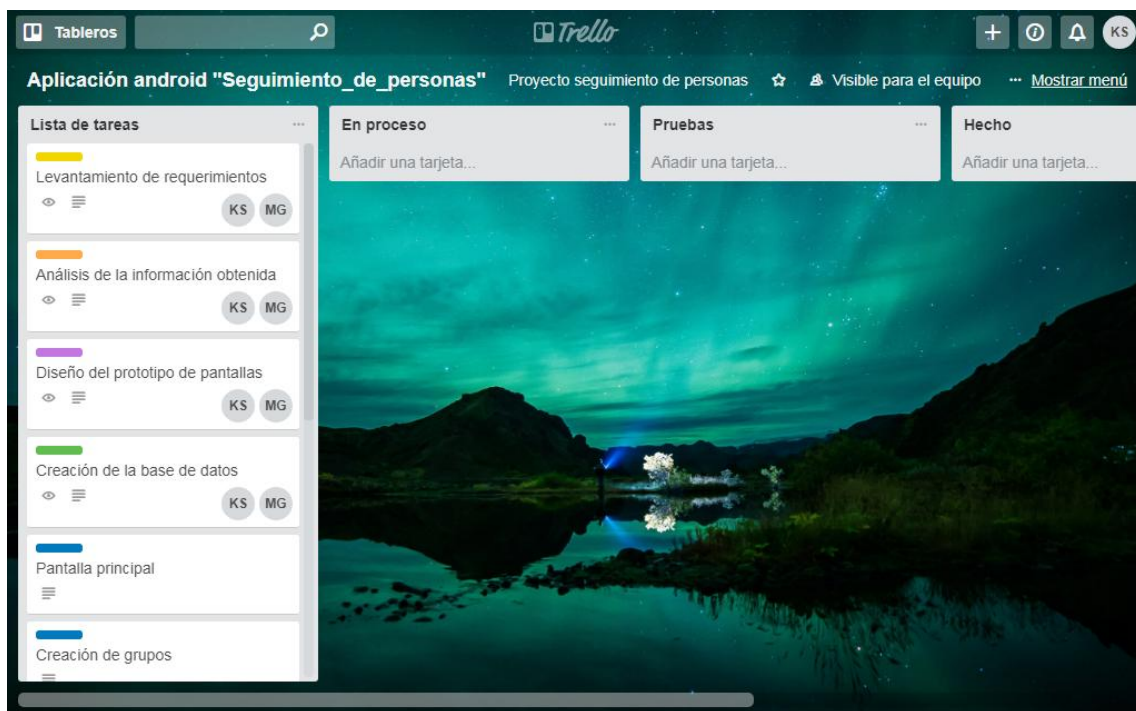 Tableros
Trello
KS
Aplicación android "Seguimiento_de_personas" Proyecto seguimiento de personas Visible para el equipo ... Mostrar menú
Lista de tareas ...
Levantamiento de requerimientos
KS MG
Análisis de la información obtenida
KS MG
Diseño del prototipo de pantallas
KS MG
Creación de la base de datos
KS MG
Pantalla principal
Creación de grupos
En proceso ...
Añadir una tarjeta...
Pruebas ...
Añadir una tarjeta...
Hecho
Añadir una tarjeta...